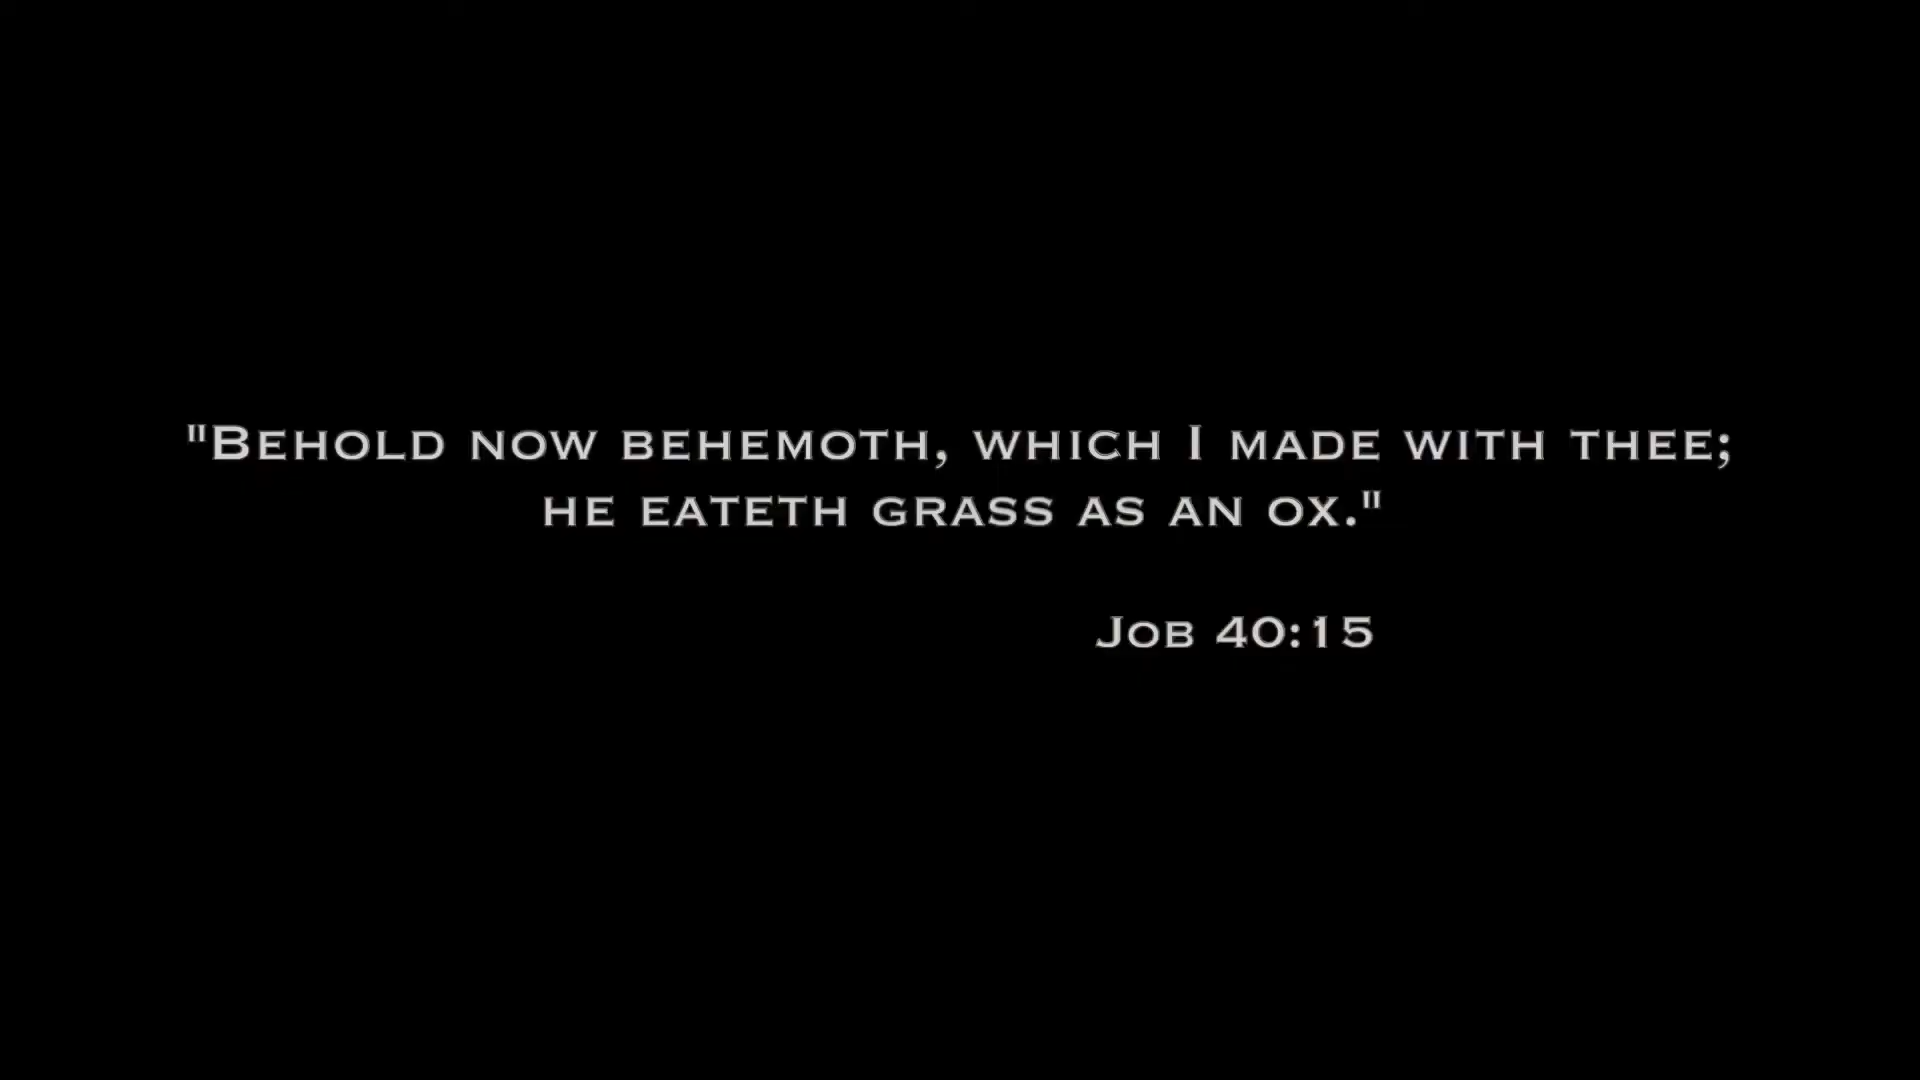 "Behold now behemoth, which I made with thee;
he eateth grass as an ox."
Job 40:15